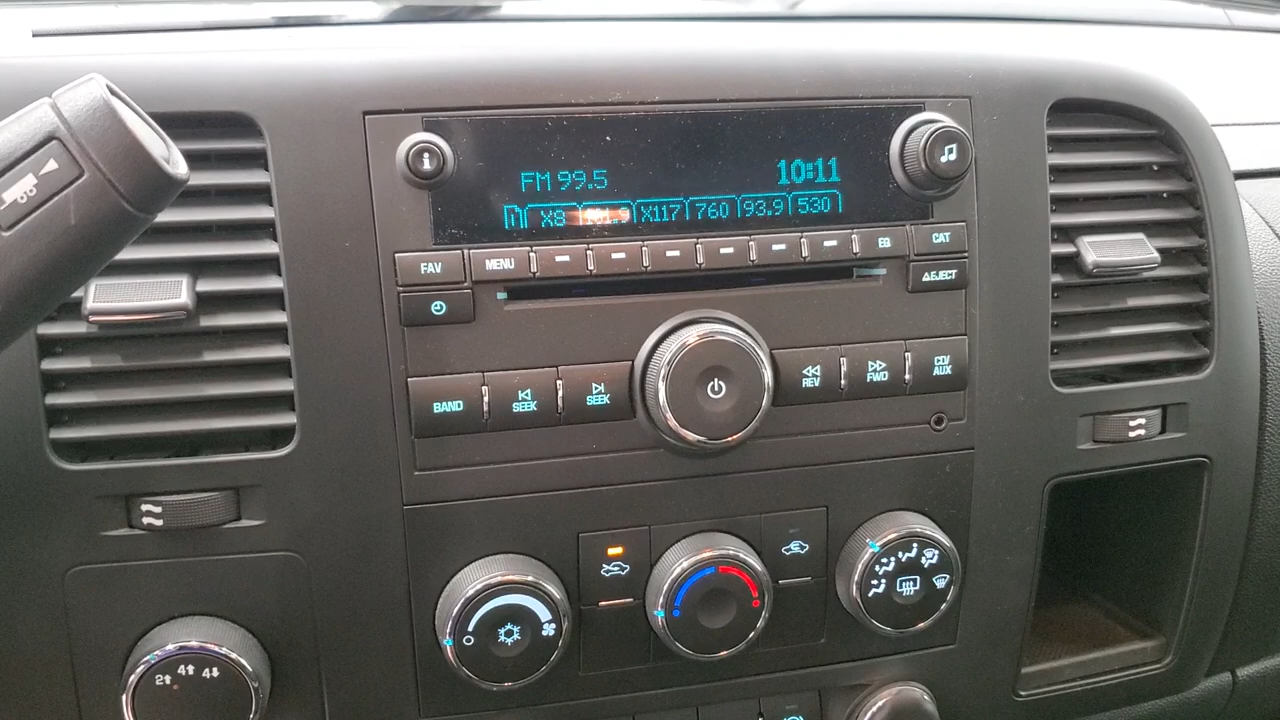 FM 99.5 10:11
X8 X117 760 93.9 530
FAV MENU EQ CAT
EJECT
BAND SEEK SEEK REV FWD CD/AUX
2 4 4